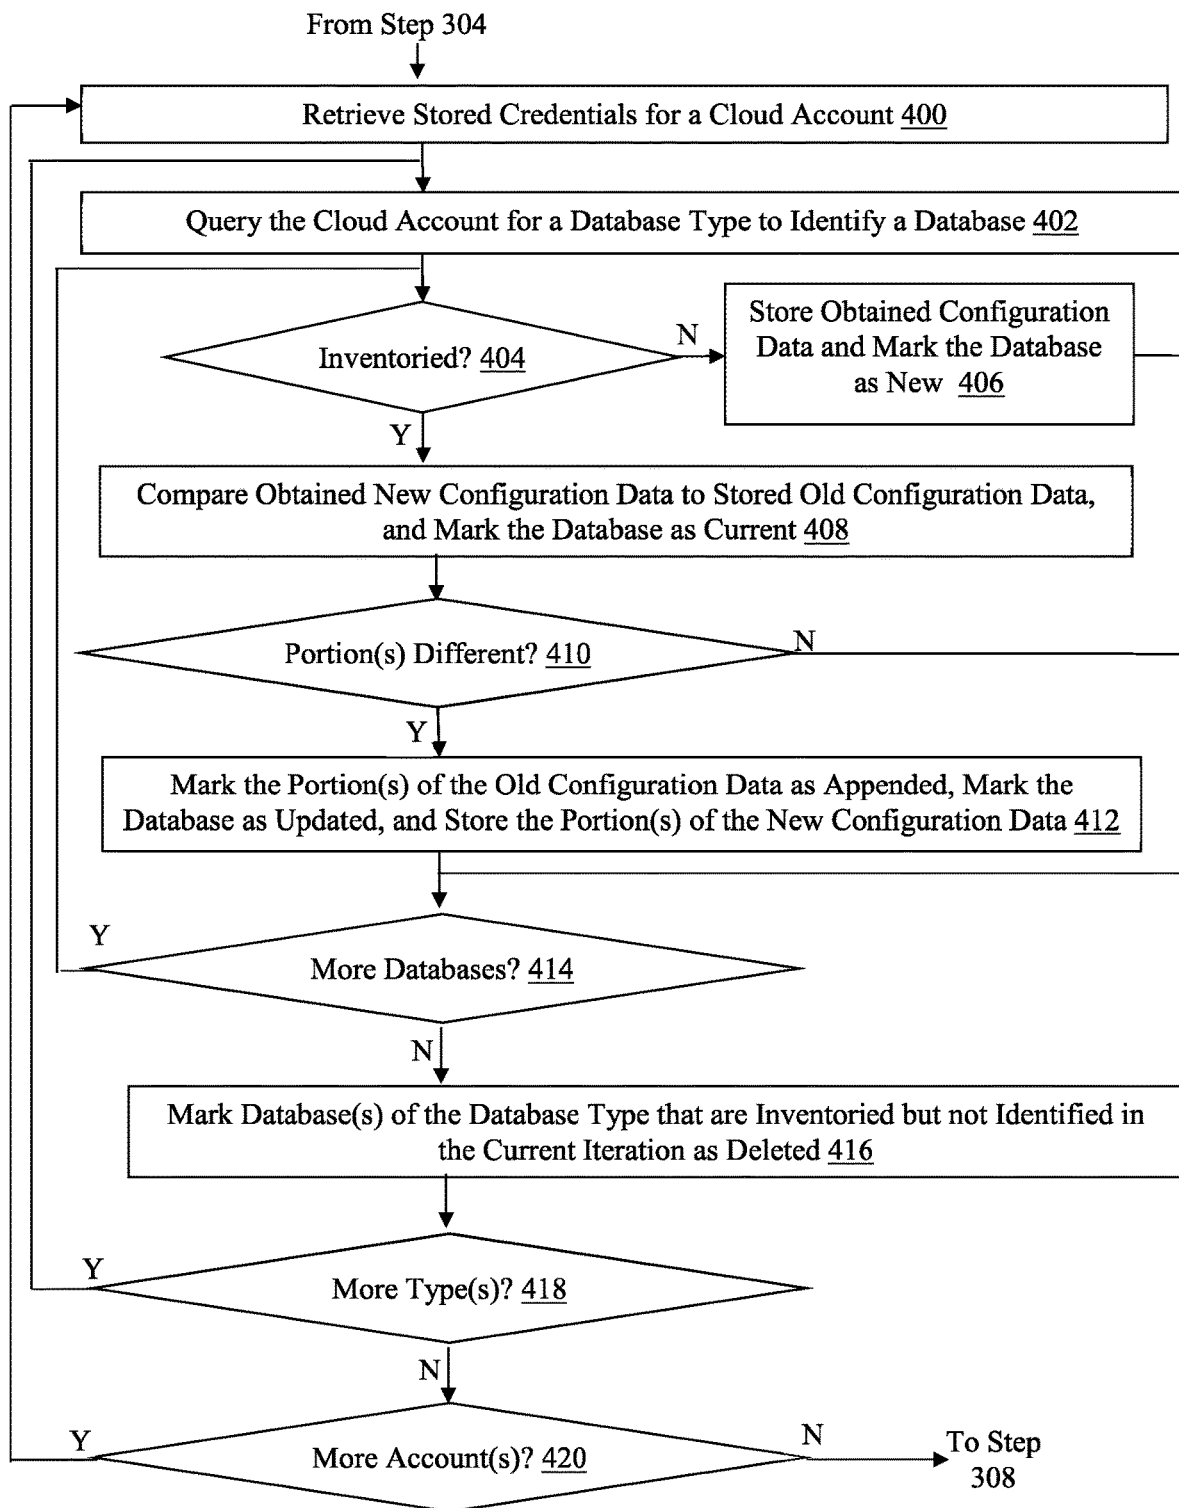 From Step 304
Retrieve Stored Credentials for a Cloud Account 400
Query the Cloud Account for a Database Type to Identify a Database 402
Inventoried? 404
N
Store Obtained Configuration
Data and Mark the Database
as New 406
Y
Compare Obtained New Configuration Data to Stored Old Configuration Data,
and Mark the Database as Current 408
Portion(s) Different? 410
N
Y
Mark the Portion(s) of the Old Configuration Data as Appended, Mark the
Database as Updated, and Store the Portion(s) of the New Configuration Data 412
Y
More Databases? 414
N
Mark Database(s) of the Database Type that are Inventoried but not Identified in
the Current Iteration as Deleted 416
Y
More Type(s)? 418
N
Y
More Account(s)? 420
N
To Step
308